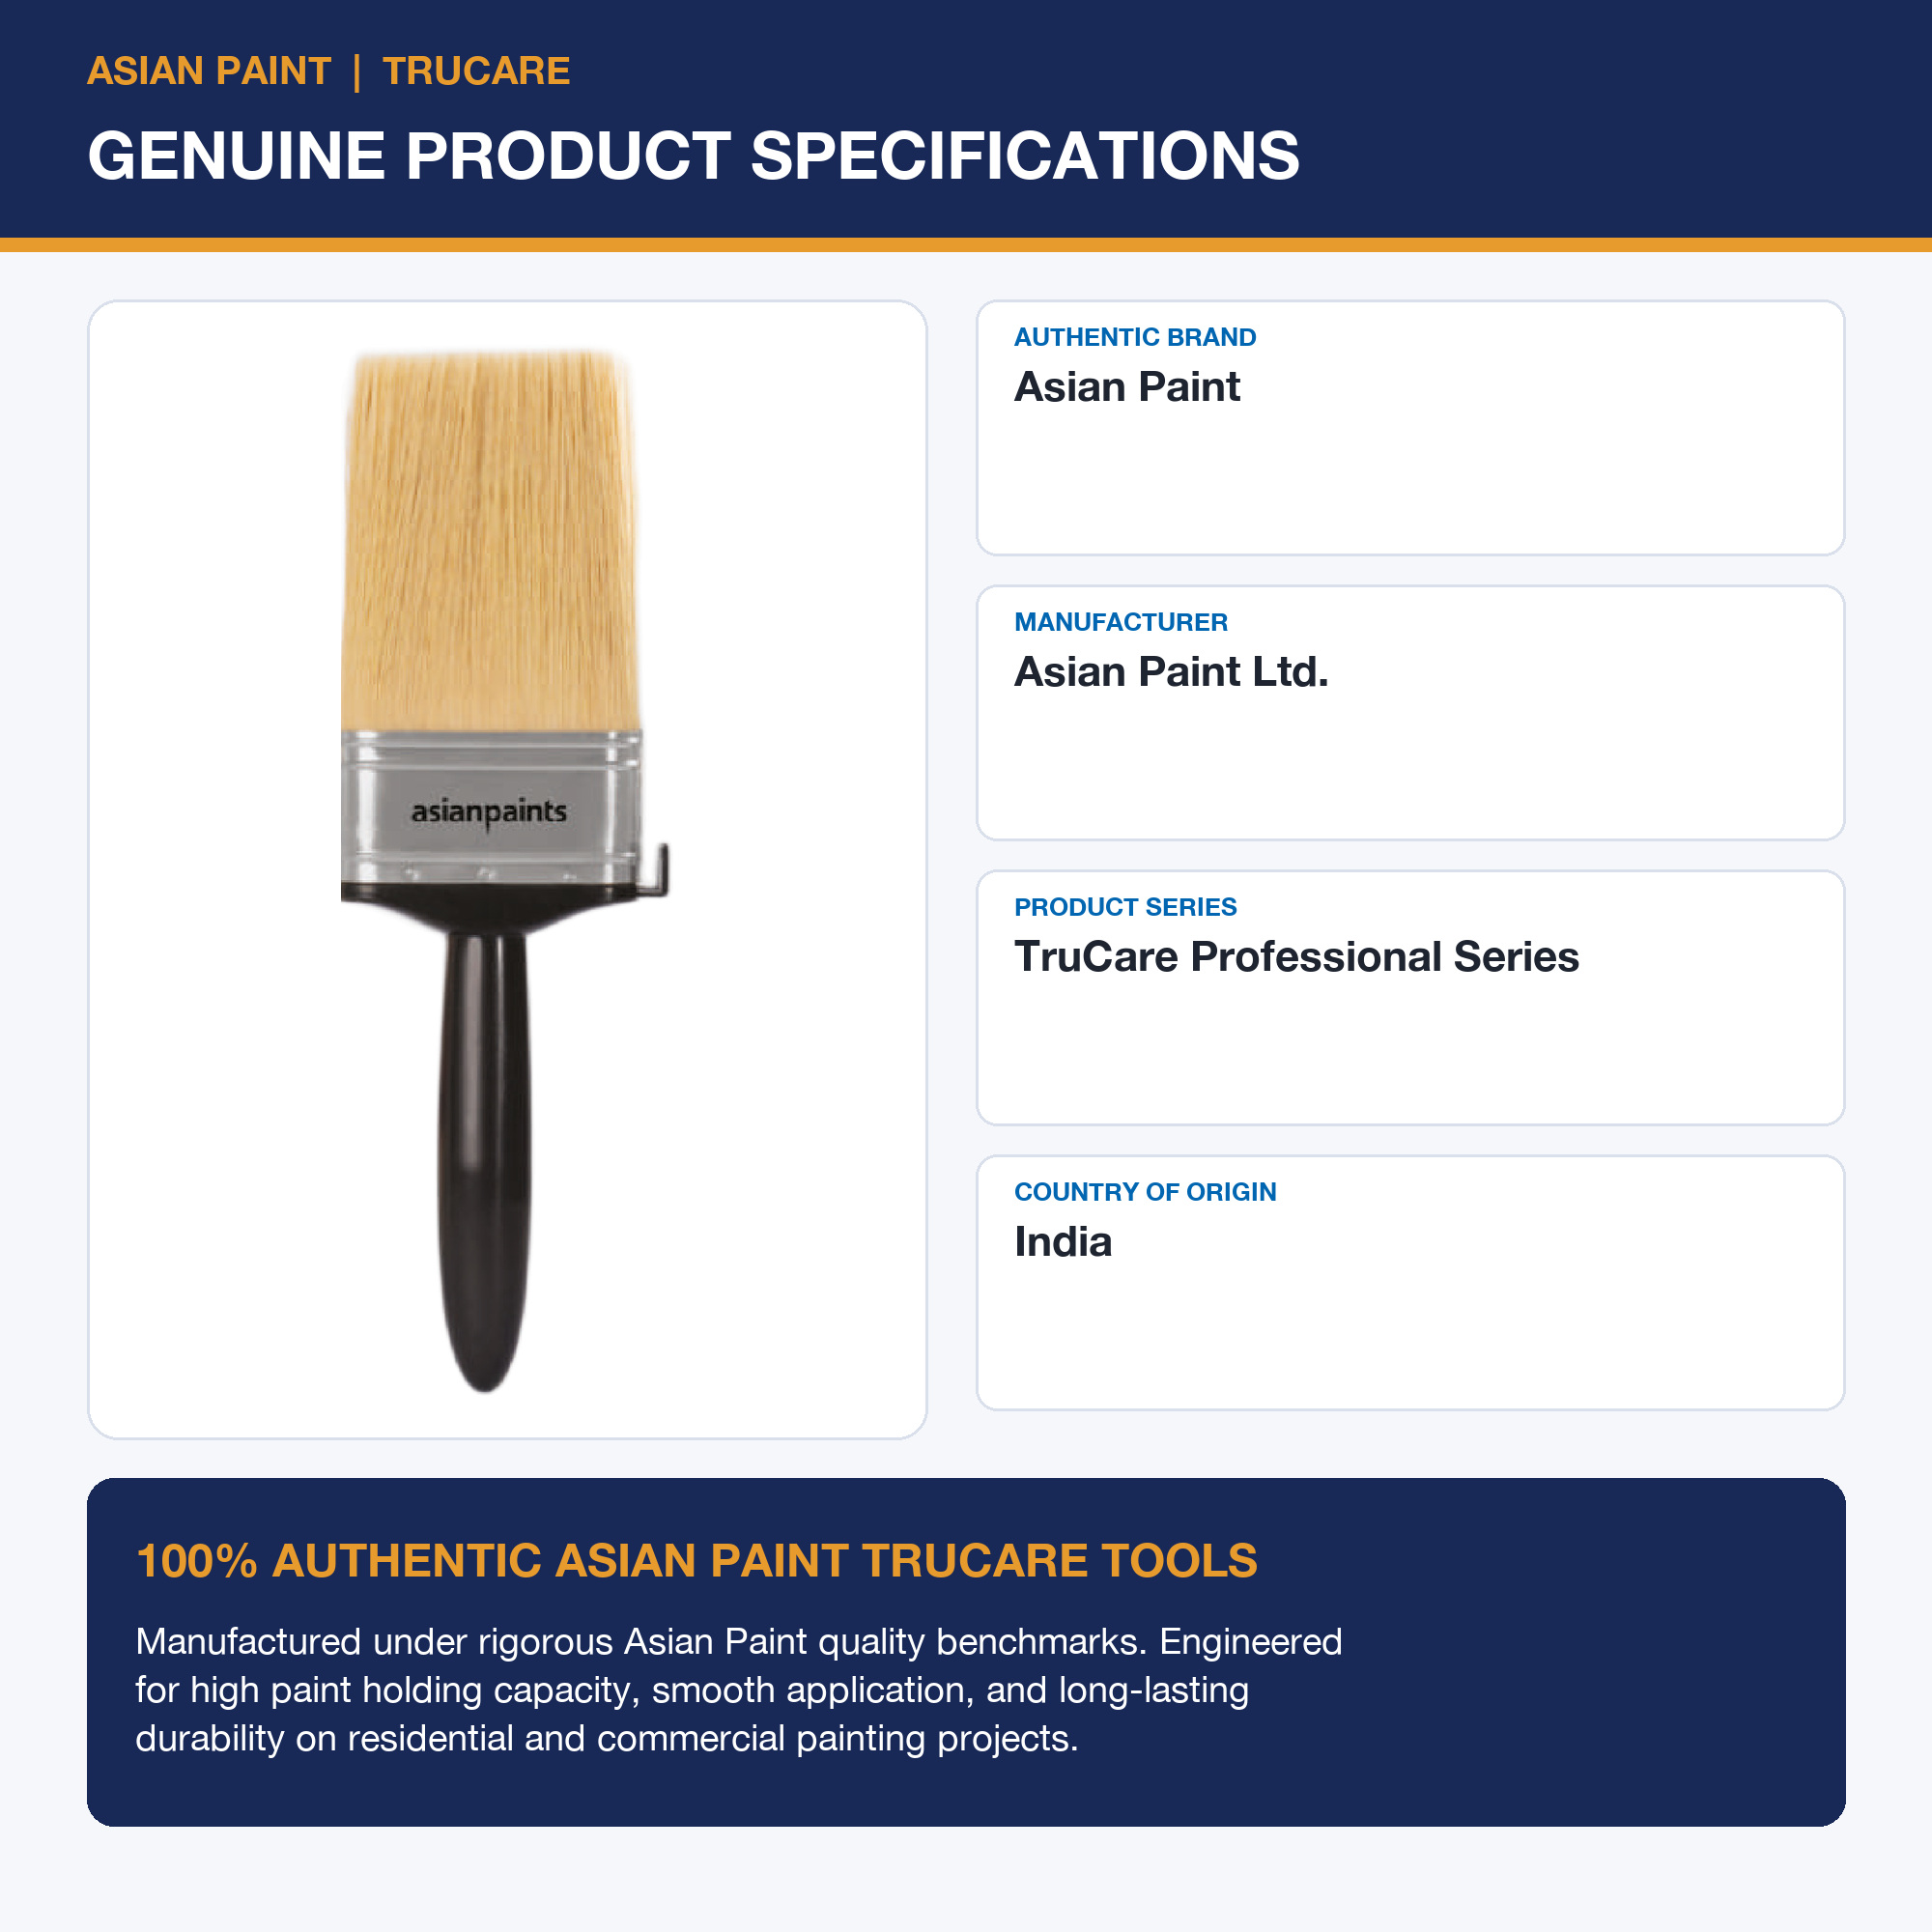 ASIAN PAINT | TRUCARE
GENUINE PRODUCT SPECIFICATIONS
asianpaints
AUTHENTIC BRAND
Asian Paint
MANUFACTURER
Asian Paint Ltd.
PRODUCT SERIES
TruCare Professional Series
COUNTRY OF ORIGIN
India
100% AUTHENTIC ASIAN PAINT TRUCARE TOOLS
Manufactured under rigorous Asian Paint quality benchmarks. Engineered
for high paint holding capacity, smooth application, and long-lasting
durability on residential and commercial painting projects.